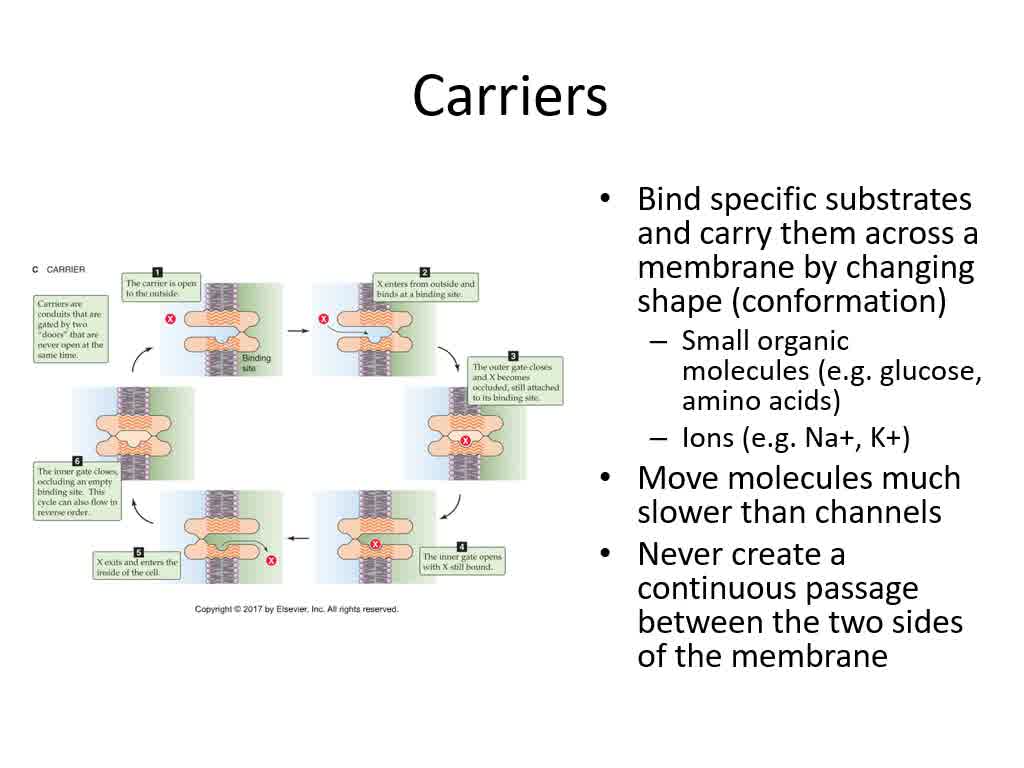 Carriers
C CARRIER
Carriers are
conduits that are
gated by two
"doors" that are
never open at the
same time.
1
The carrier is open
to the outside.
X
Binding
site
2
X enters from outside and
binds at a binding site.
X
3
The outer gate closes
and X becomes
occluded, still attached
to its binding site.
X
4
The inner gate opens
with X still bound.
X
5
X exits and enters the
inside of the cell.
X
6
The inner gate closes,
occluding an empty
binding site. This
cycle can also flow in
reverse order.
Copyright © 2017 by Elsevier, Inc. All rights reserved.
• Bind specific substrates
and carry them across a
membrane by changing
shape (conformation)
– Small organic
molecules (e.g. glucose,
amino acids)
– Ions (e.g. Na+, K+)
• Move molecules much
slower than channels
• Never create a
continuous passage
between the two sides
of the membrane